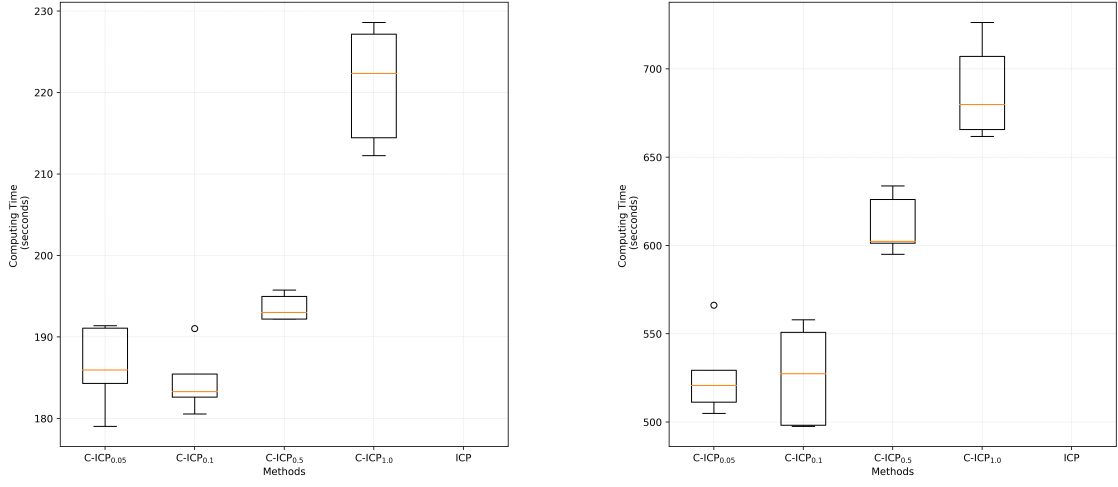 230
220
210
200
190
180
Computing Time
(secconds)
C-ICP0.05
C-ICP0.1
C-ICP0.5
C-ICP1.0
ICP
Methods
700
650
600
550
500
Computing Time
(secconds)
C-ICP0.05
C-ICP0.1
C-ICP0.5
C-ICP1.0
ICP
Methods